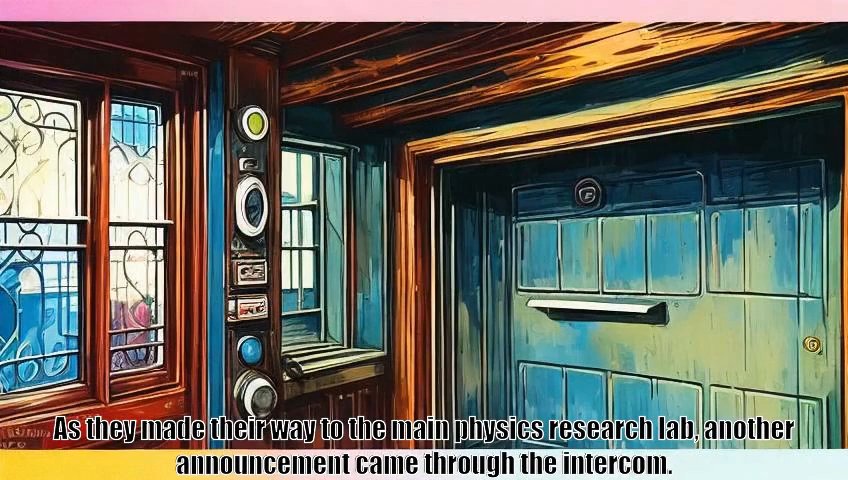 As they made their way to the main physics research lab, another
announcement came through the intercom.